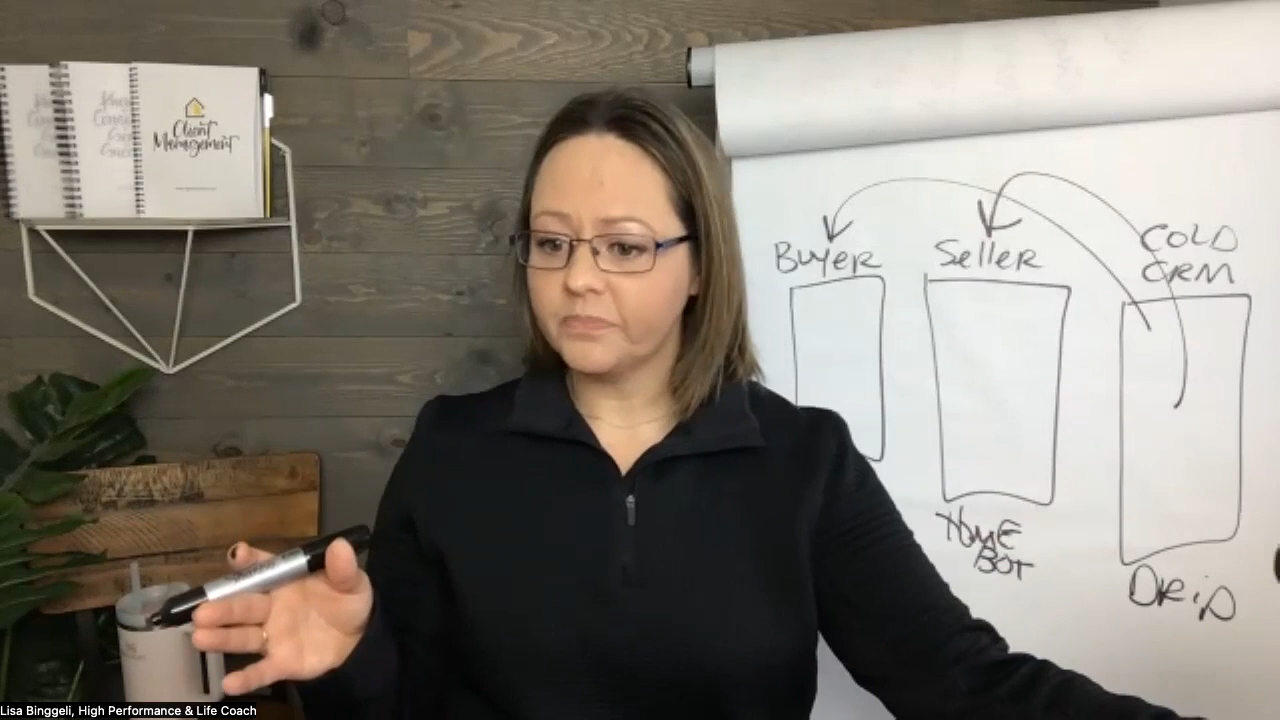 Client
Management
Buyer
Seller
COLD
CRM
HOME
BOT
DRiP
Lisa Binggeli, High Performance & Life Coach